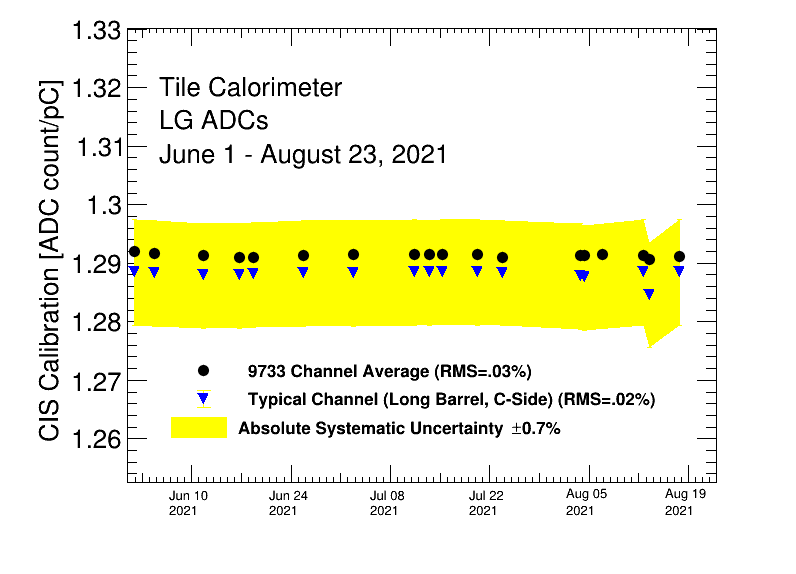 1.33
1.32
1.31
1.3
1.29
1.28
1.27
1.26
CIS Calibration [ADC count/pC]
Tile Calorimeter
LG ADCs
June 1 - August 23, 2021
9733 Channel Average (RMS=.03%)
Typical Channel (Long Barrel, C-Side) (RMS=.02%)
Absolute Systematic Uncertainty ±0.7%
Jun 10
2021
Jun 24
2021
Jul 08
2021
Jul 22
2021
Aug 05
2021
Aug 19
2021